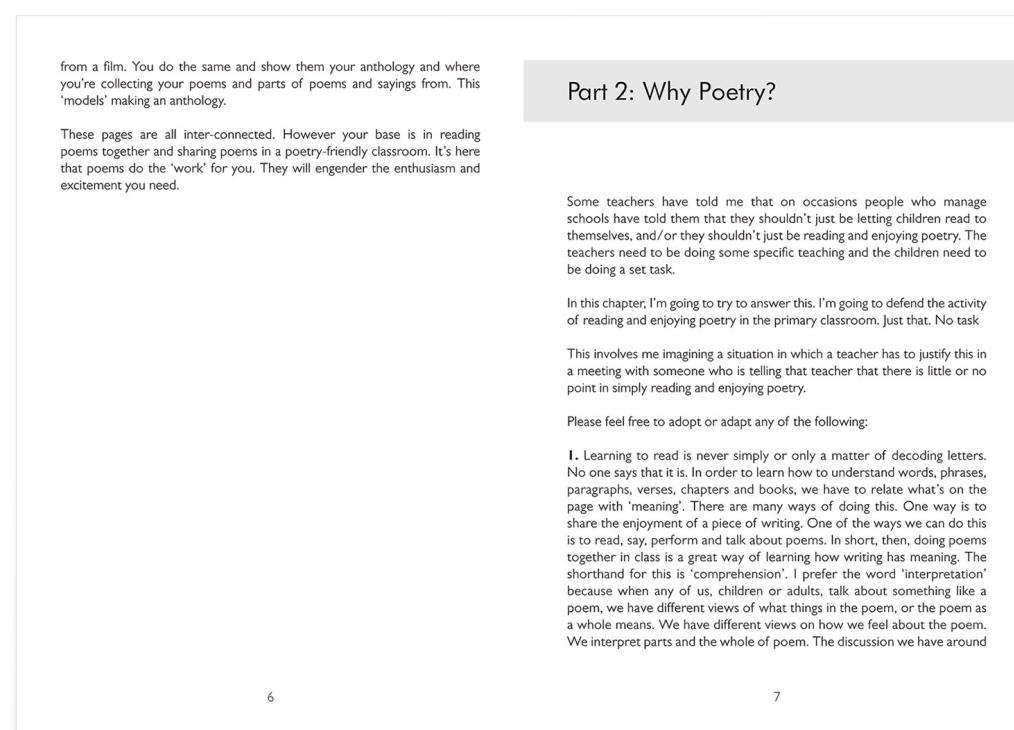 from a film. You do the same and show them your anthology and where
you're collecting your poems and parts of poems and sayings from. This
'models' making an anthology.
These pages are all inter-connected. However your base is in reading
poems together and sharing poems in a poetry-friendly classroom. It's here
that poems do the 'work' for you. They will engender the enthusiasm and
excitement you need.
6
Part 2: Why Poetry?
Some teachers have told me that on occasions people who manage
schools have told them that they shouldn't just be letting children read to
themselves, and/or they shouldn't just be reading and enjoying poetry. The
teachers need to be doing some specific teaching and the children need to
be doing a set task.
In this chapter, I'm going to try to answer this. I'm going to defend the activity
of reading and enjoying poetry in the primary classroom. Just that. No task
This involves me imagining a situation in which a teacher has to justify this in
a meeting with someone who is telling that teacher that there is little or no
point in simply reading and enjoying poetry.
Please feel free to adopt or adapt any of the following:
1. Learning to read is never simply or only a matter of decoding letters.
No one says that it is. In order to learn how to understand words, phrases,
paragraphs, verses, chapters and books, we have to relate what's on the
page with 'meaning'. There are many ways of doing this. One way is to
share the enjoyment of a piece of writing. One of the ways we can do this
is to read, say, perform and talk about poems. In short, then, doing poems
together in class is a great way of learning how writing has meaning. The
shorthand for this is 'comprehension'. I prefer the word 'interpretation'
because when any of us, children or adults, talk about something like a
poem, we have different views of what things in the poem, or the poem as
a whole means. We have different views on how we feel about the poem.
We interpret parts and the whole of poem. The discussion we have around
7